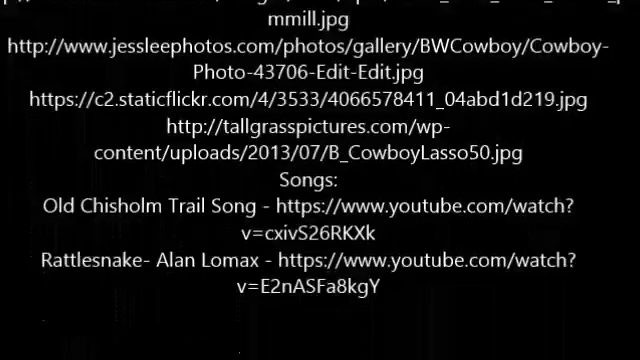 mmill.jpg
http://www.jessleephotos.com/photos/gallery/BWCowboy/Cowboy-
Photo-43706-Edit-Edit.jpg
https://c2.staticflickr.com/4/3533/4066578411_04abd1d219.jpg
http://tallgrasspictures.com/wp-
content/uploads/2013/07/B_CowboyLasso50.jpg
Songs:
Old Chisholm Trail Song - https://www.youtube.com/watch?
v=cxivS26RKXk
Rattlesnake- Alan Lomax - https://www.youtube.com/watch?
v=E2nASFa8kgY